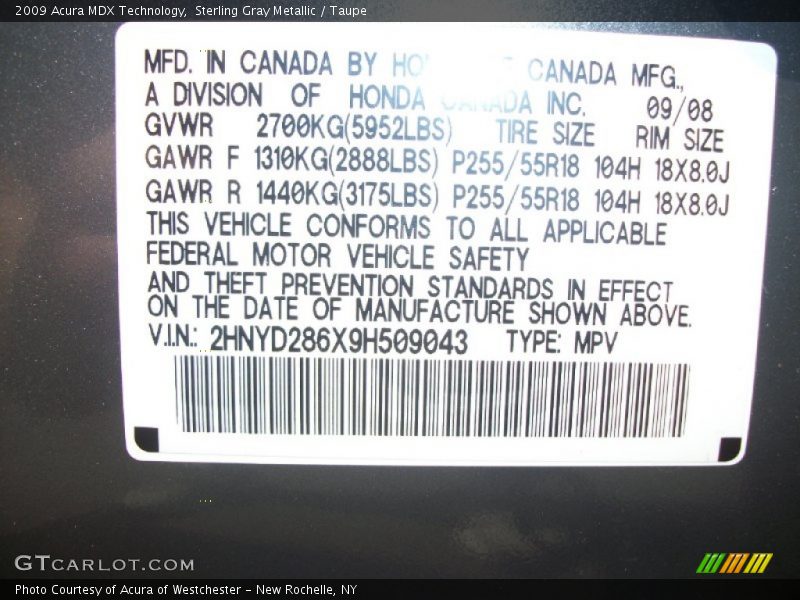 2009 Acura MDX Technology,  Sterling Gray Metallic / Taupe
MFD. IN CANADA BY CANADA MFG.,
A DIVISION OF HONDA CANADA INC. 09/08
GVWR 2700KG(5952LBS) TIRE SIZE RIM SIZE
GAWR F 1310KG(2888LBS) P255/55R18 104H 18X8.0J
GAWR R 1440KG(3175LBS) P255/55R18 104H 18X8.0J
THIS VEHICLE CONFORMS TO ALL APPLICABLE
FEDERAL MOTOR VEHICLE SAFETY
AND THEFT PREVENTION STANDARDS IN EFFECT
ON THE DATE OF MANUFACTURE SHOWN ABOVE.
V.I.N.: 2HNYD286X9H509043 TYPE: MPV
GTCARLOT.COM
Photo Courtesy of Acura of Westchester - New Rochelle, NY